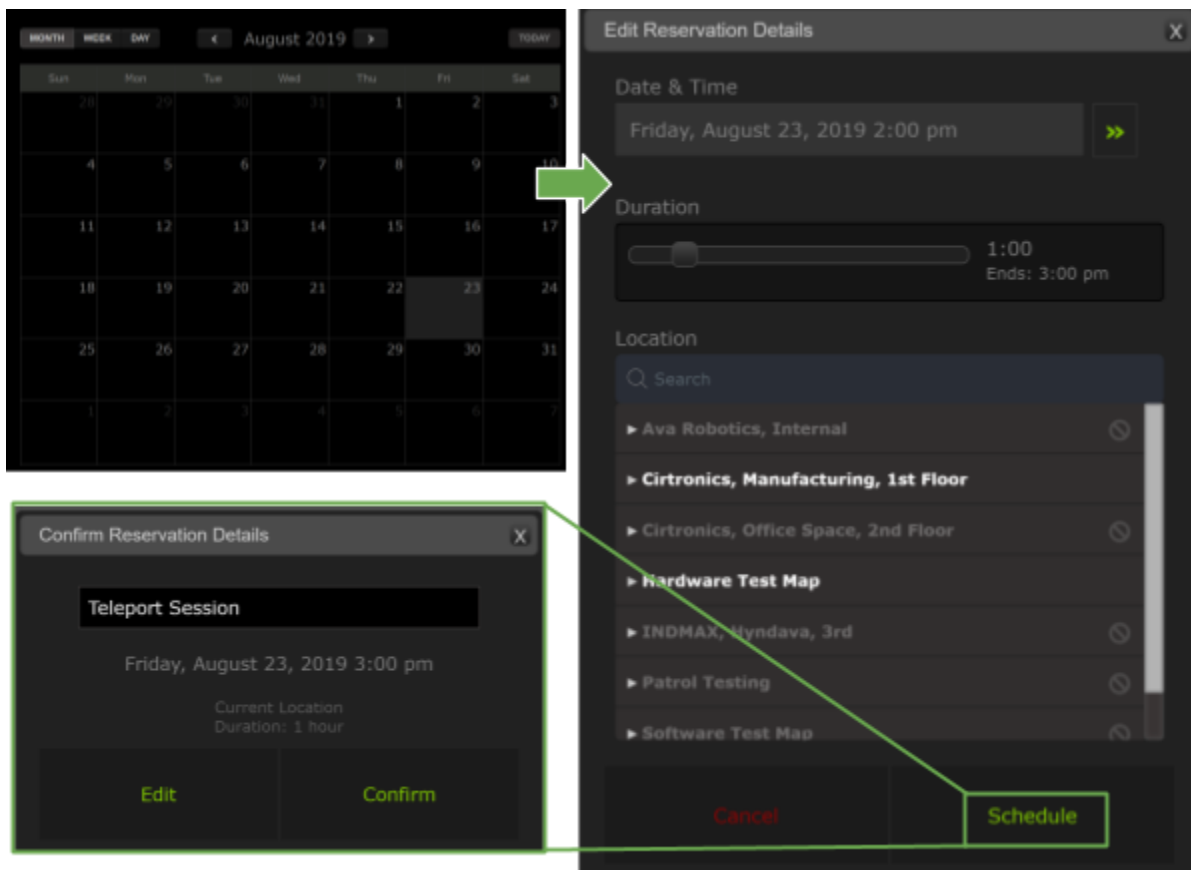 MONTH WEEK DAY < August 2019 > TODAY
Sun Mon Tue Wed Thu Fri Sat
28 29 30 31 1 2 3
4 5 6 7 8 9 10
11 12 13 14 15 16 17
18 19 20 21 22 23 24
25 26 27 28 29 30 31
1 2 3 4 5 6 7
Edit Reservation Details X
Date & Time
Friday, August 23, 2019 2:00 pm »
Duration
1:00
Ends: 3:00 pm
Location
Search
Ava Robotics, Internal
Cirtronics, Manufacturing, 1st Floor
Cirtronics, Office Space, 2nd Floor
Hardware Test Map
INDMAX, Hyndava, 3rd
Patrol Testing
Software Test Map
Cancel Schedule
Confirm Reservation Details X
Teleport Session
Friday, August 23, 2019 3:00 pm
Current Location
Duration: 1 hour
Edit Confirm